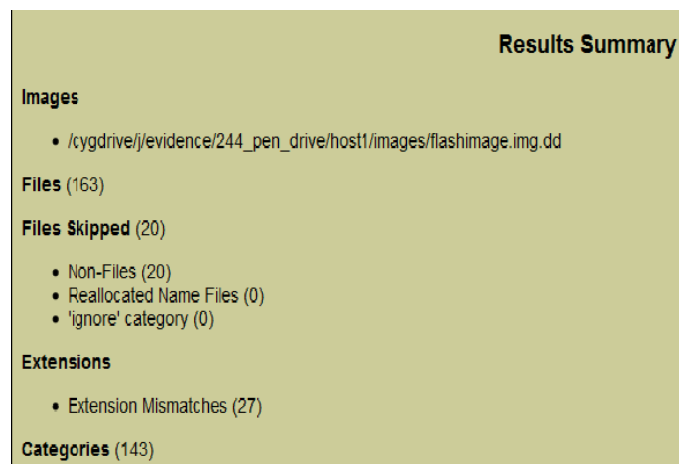 Results Summary
Images
• /cygdrive/j/evidence/244_pen_drive/host1/images/flashimage.img.dd
Files (163)
Files Skipped (20)
• Non-Files (20)
• Reallocated Name Files (0)
• 'ignore' category (0)
Extensions
• Extension Mismatches (27)
Categories (143)